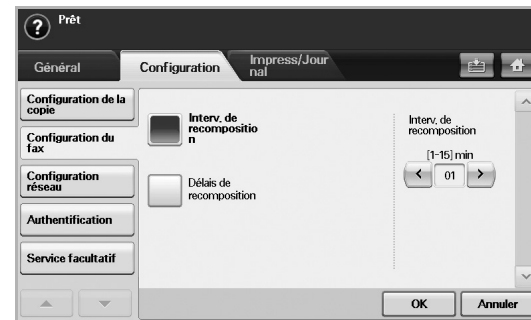 ?
Prêt
Général
Configuration
Impress/Jour
nal
Configuration de la
copie
Configuration du
fax
Configuration
réseau
Authentification
Service facultatif
Interv. de
recompositio
n
Délais de
recomposition
Interv. de
recomposition
[1-15] min
< 01 >
OK
Annuler